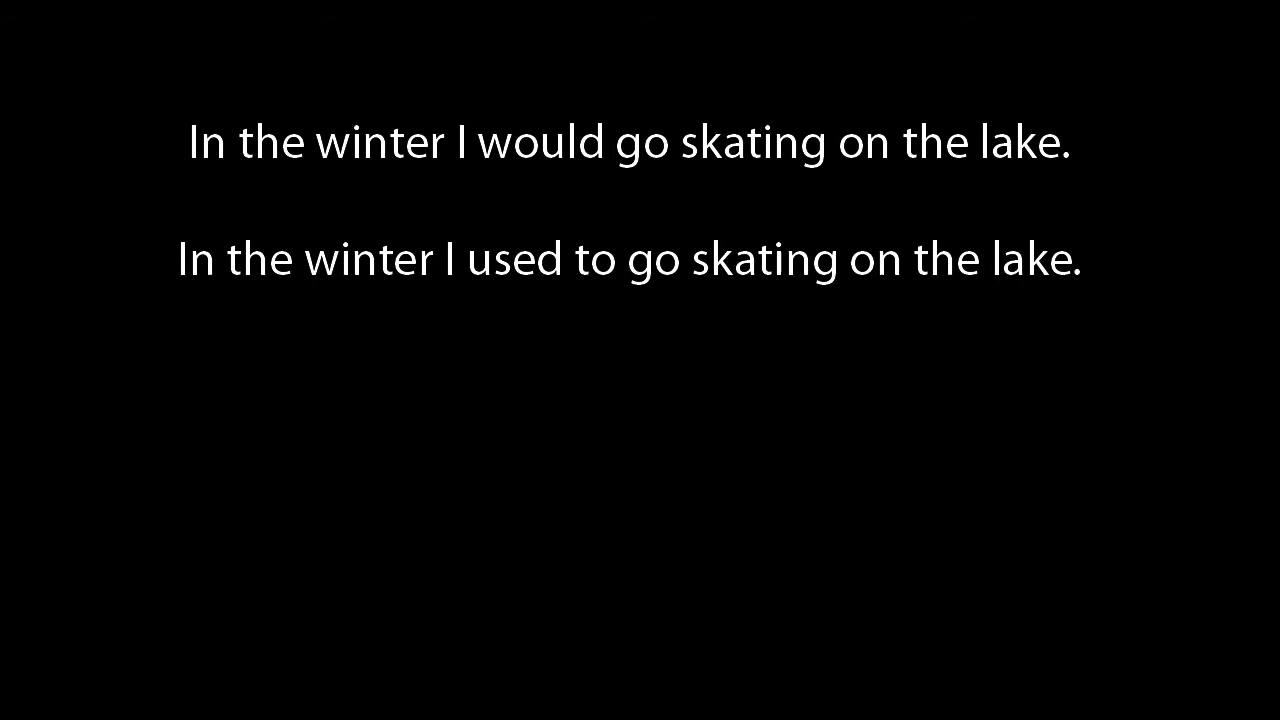 In the winter I would go skating on the lake.
In the winter I used to go skating on the lake.